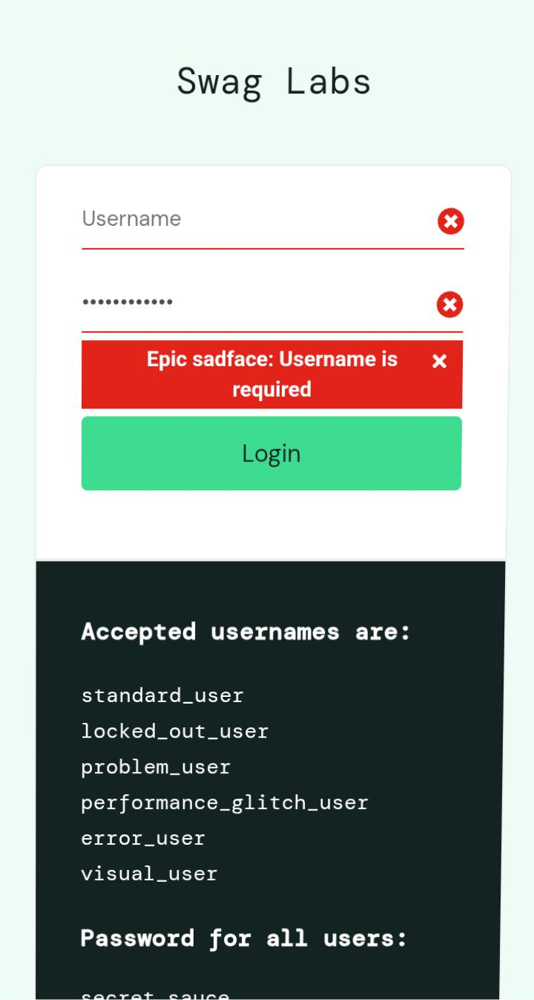 Swag Labs
Username
••••••••••••
Epic sadface: Username is
required
Login
Accepted usernames are:
standard_user
locked_out_user
problem_user
performance_glitch_user
error_user
visual_user
Password for all users:
secret_sauce